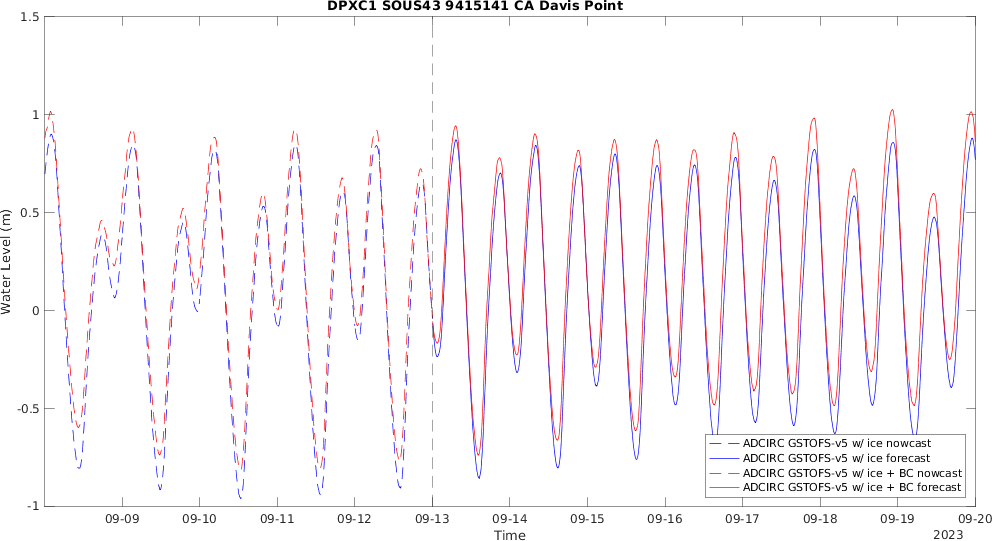 DPXC1 SOUS43 9415141 CA Davis Point
1.5
1
0.5
0
-0.5
-1
Water Level (m)
09-09
09-10
09-11
09-12
09-13
09-14
09-15
09-16
09-17
09-18
09-19
09-20
Time
2023
ADCIRC GSTOFS-v5 w/ ice nowcast
ADCIRC GSTOFS-v5 w/ ice forecast
ADCIRC GSTOFS-v5 w/ ice + BC nowcast
ADCIRC GSTOFS-v5 w/ ice + BC forecast